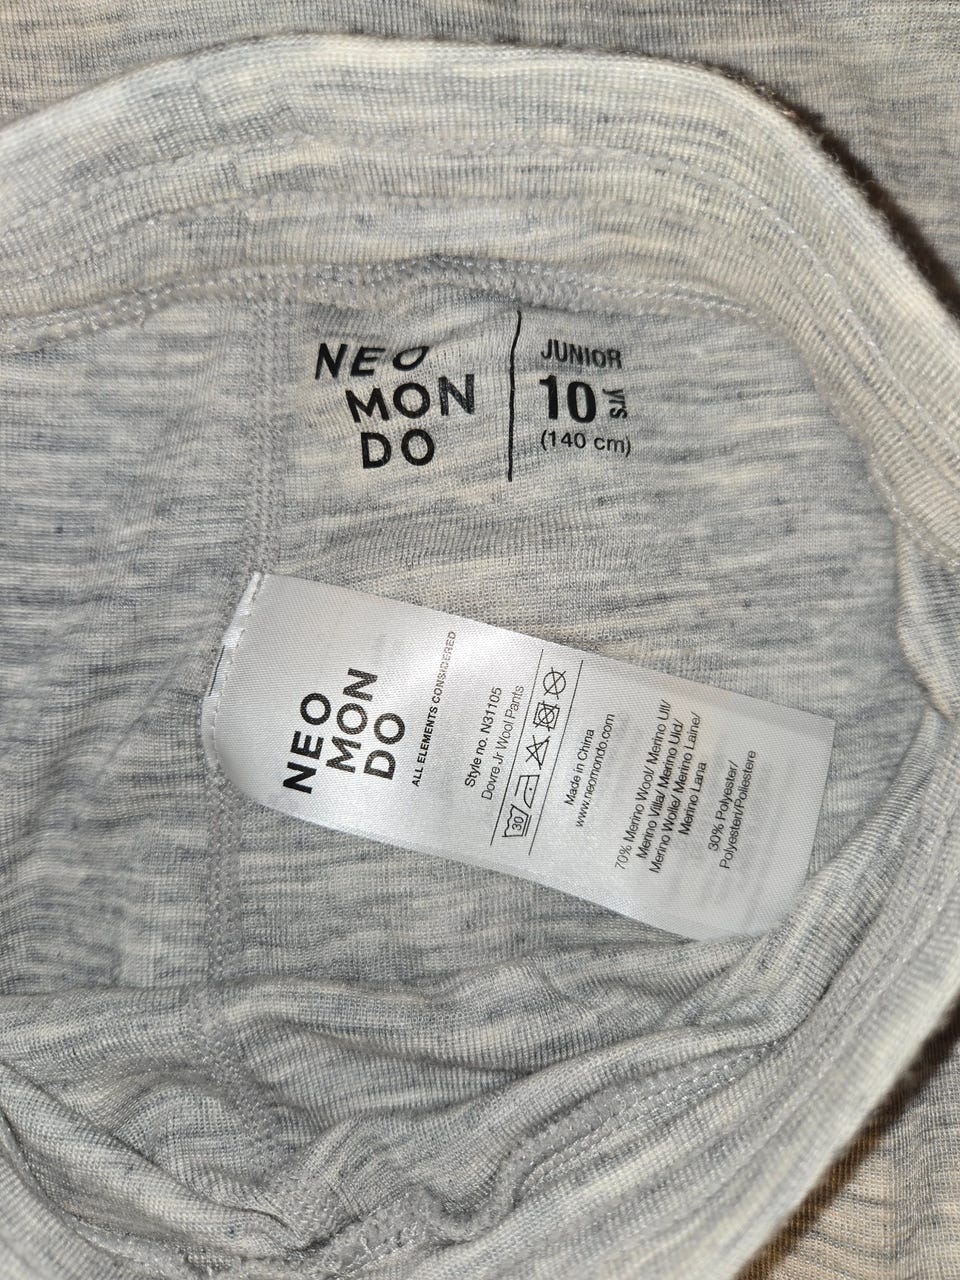 NEO
MON
DO
JUNIOR
10 yrs
(140 cm)
NEO
MON
DO
ALL ELEMENTS CONSIDERED
Style no. N31105
Dovre Jr Wool Pants
30
Made in China
www.neomondo.com
70% Merino Wool/ Merino Ull/
Merino Villa/ Merino Uld/
Merino Wolle/ Merino Laine/
Merino Lana
30% Polyester/
Polyesteri/Poliestere